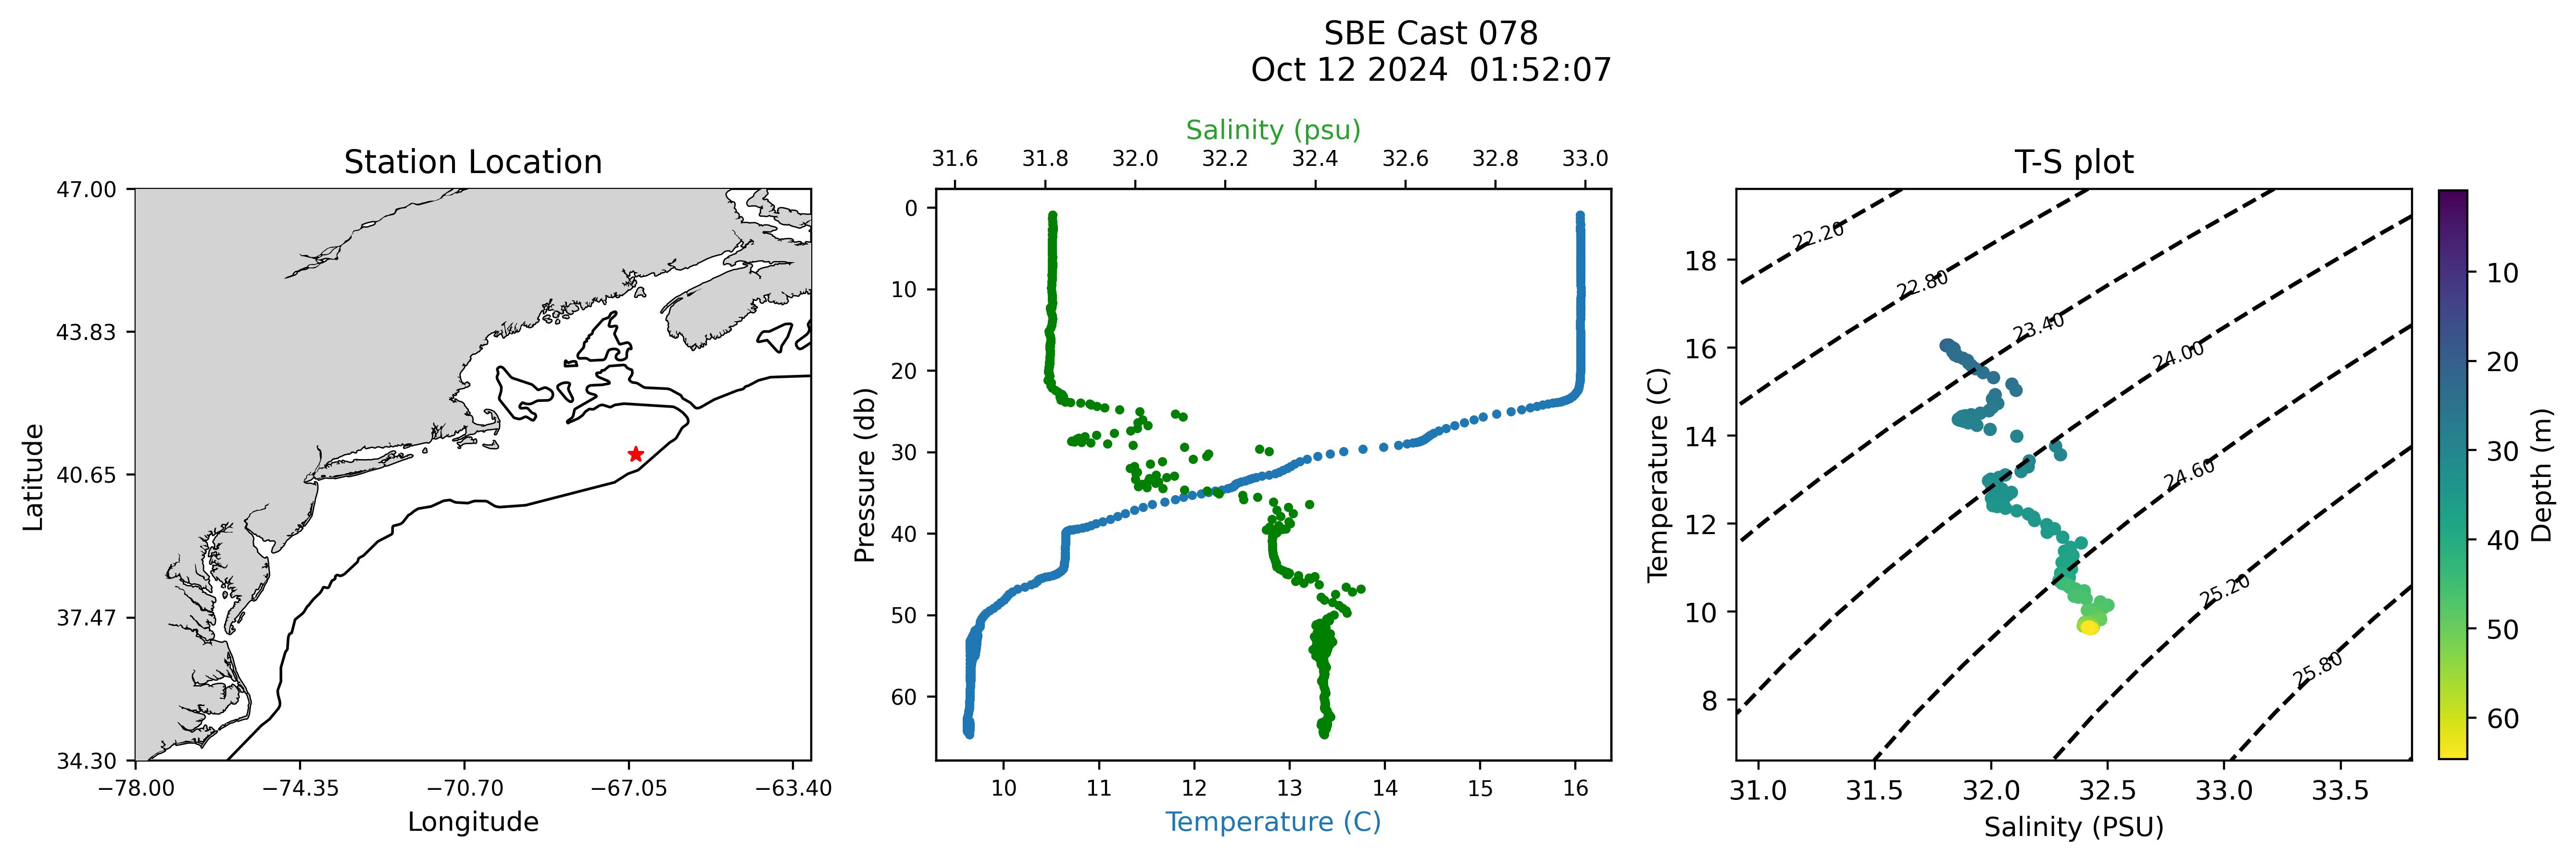 SBE Cast 078
Oct 12 2024  01:52:07
Station Location
47.00
43.83
40.65
37.47
34.30
Latitude
−78.00 −74.35 −70.70 −67.05 −63.40
Longitude
Salinity (psu)
31.6 31.8 32.0 32.2 32.4 32.6 32.8 33.0
0
10
20
30
40
50
60
Pressure (db)
10 11 12 13 14 15 16
Temperature (C)
T-S plot
18
16
14
12
10
8
Temperature (C)
22.20
22.80
23.40
24.00
24.60
25.20
25.80
31.0 31.5 32.0 32.5 33.0 33.5
Salinity (PSU)
10
20
30
40
50
60
Depth (m)